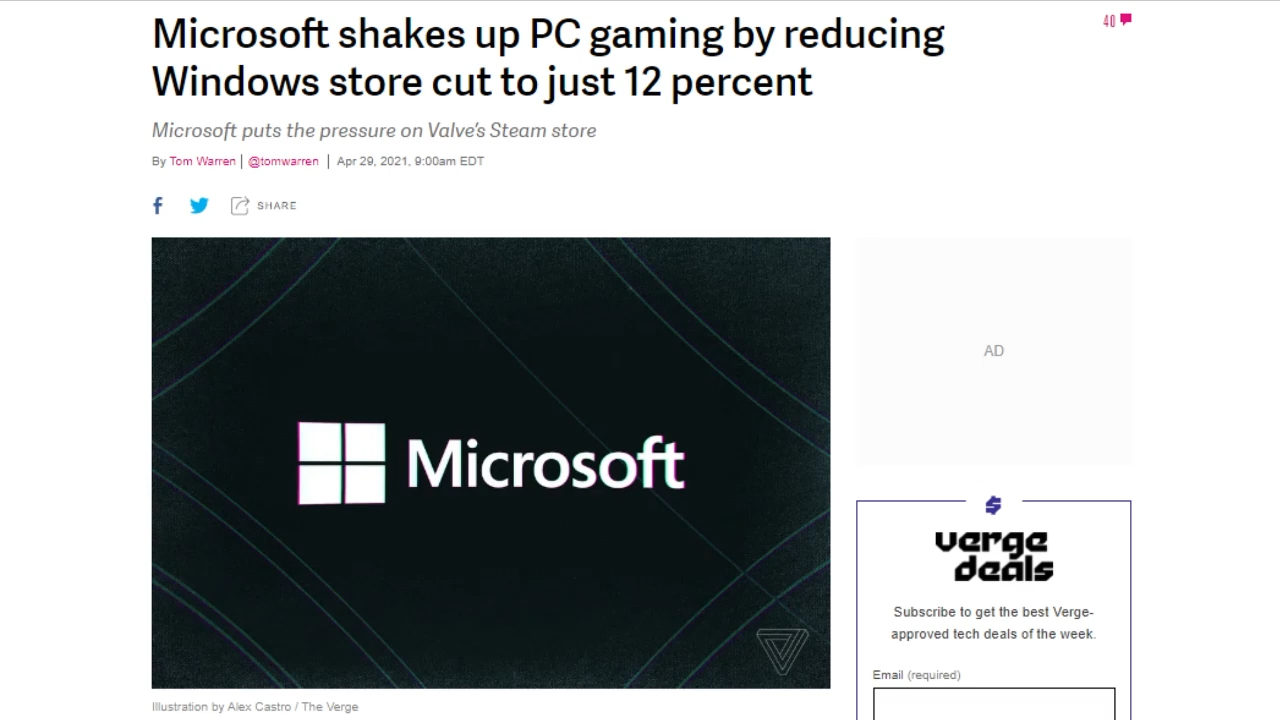 Microsoft shakes up PC gaming by reducing
Windows store cut to just 12 percent
40
Microsoft puts the pressure on Valve's Steam store
By Tom Warren | @tomwarren | Apr 29, 2021, 9:00am EDT
SHARE
Microsoft
AD
verge
deals
Subscribe to get the best Verge-
approved tech deals of the week.
Email (required)
Illustration by Alex Castro / The Verge